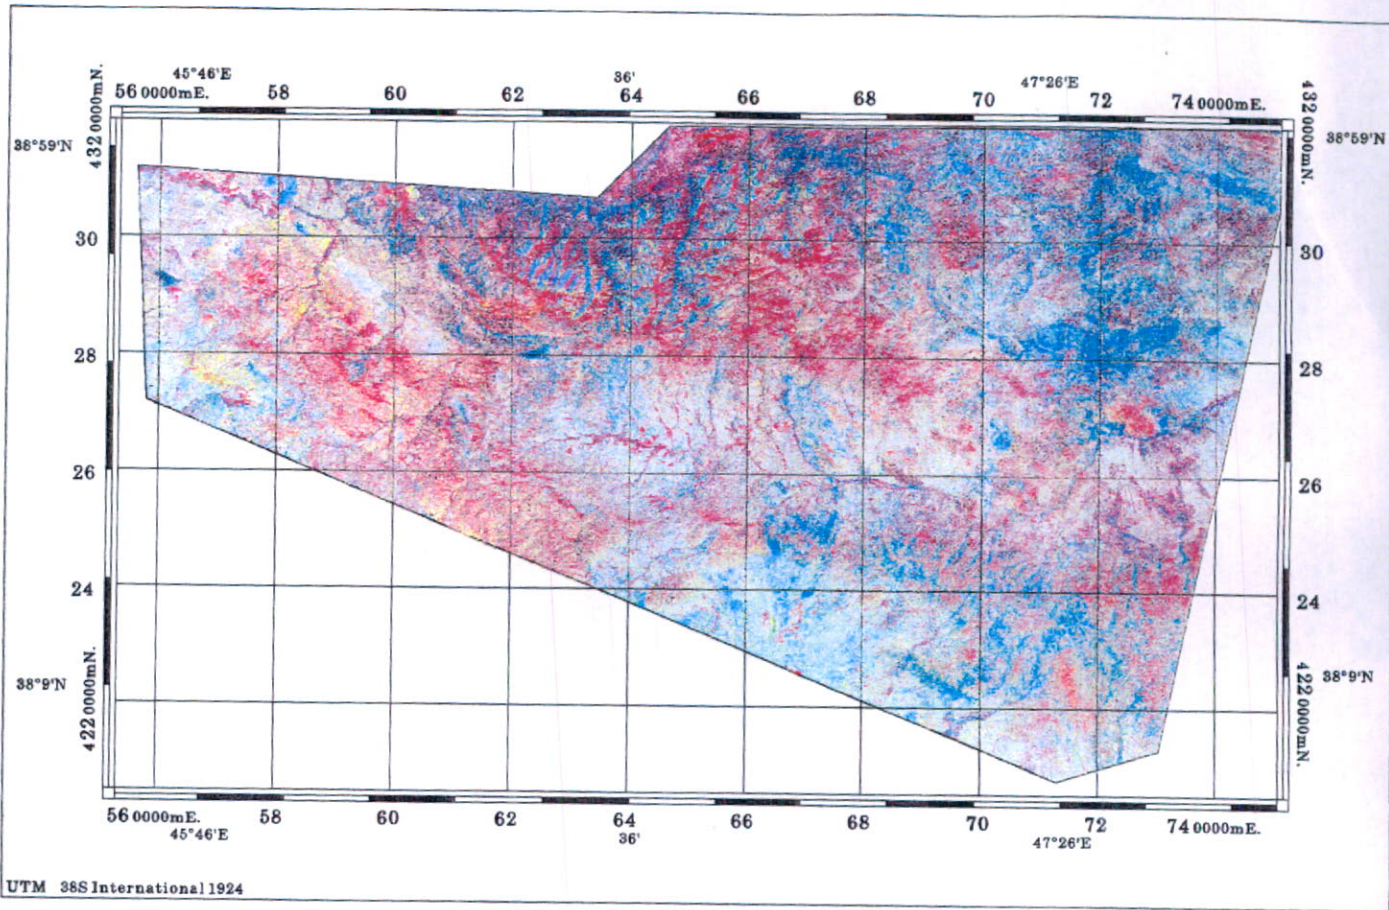 45°46'E 36' 47°26'E
56 0000mE. 58 60 62 64 66 68 70 72 74 0000mE.
432 0000mN. 432 0000mN.
38°59'N 38°59'N
30 30
28 28
26 26
24 24
38°9'N 38°9'N
422 0000mN. 422 0000mN.
56 0000mE. 58 60 62 64 66 68 70 72 74 0000mE.
45°46'E 36' 47°26'E
UTM 38S International 1924